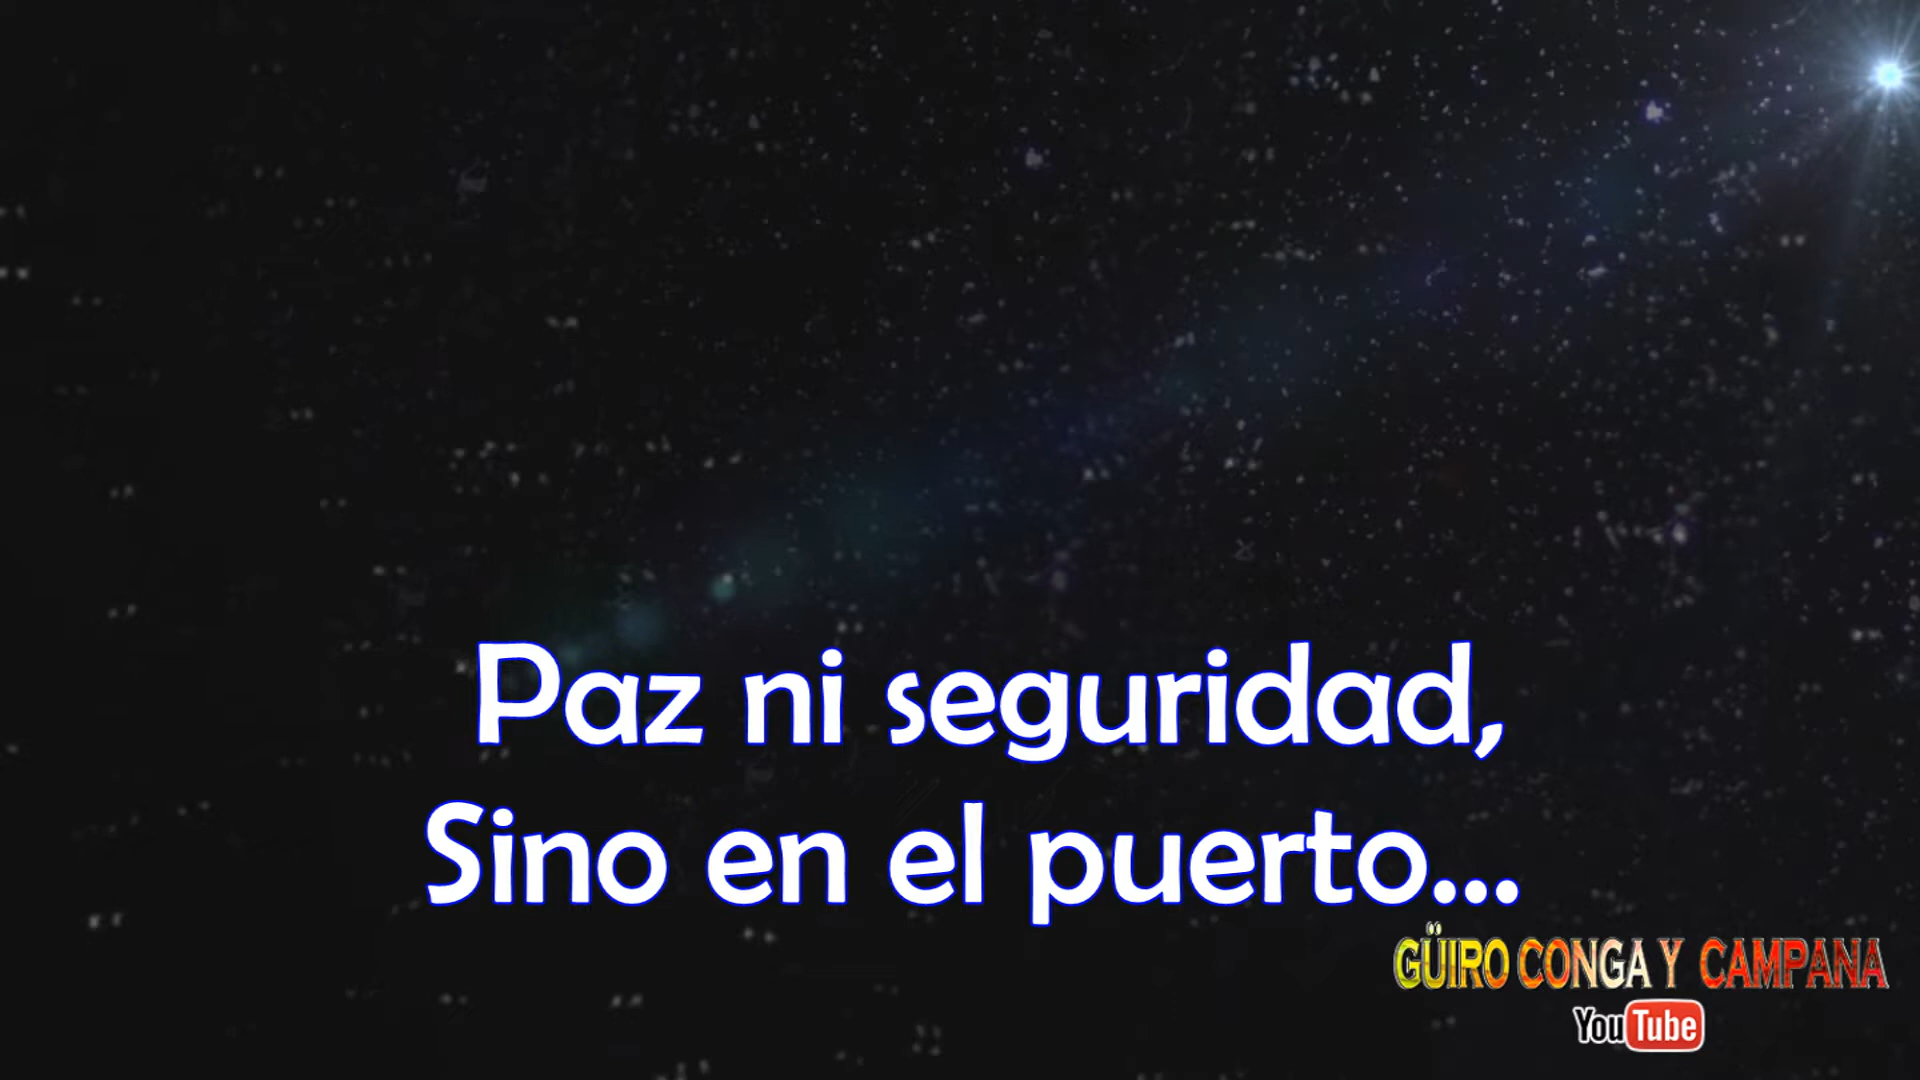 Paz ni seguridad,
Sino en el puerto...
GÜIRO CONGA Y CAMPANA
YouTube